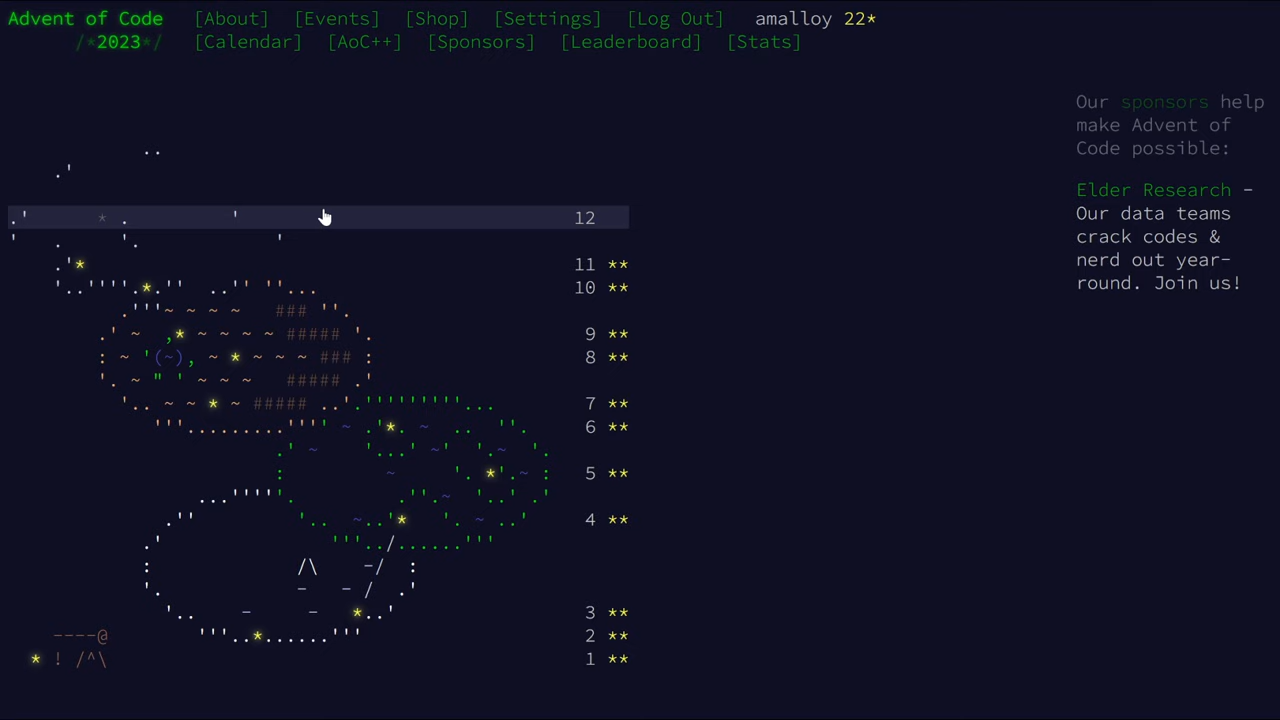 Advent of Code [About] [Events] [Shop] [Settings] [Log Out] amalloy 22*
/*2023*/ [Calendar] [AoC++] [Sponsors] [Leaderboard] [Stats]
Our sponsors help
make Advent of
Code possible:
Elder Research -
Our data teams
crack codes &
nerd out year-
round. Join us!
12
11 **
10 **
9 **
8 **
7 **
6 **
5 **
4 **
3 **
2 **
1 **